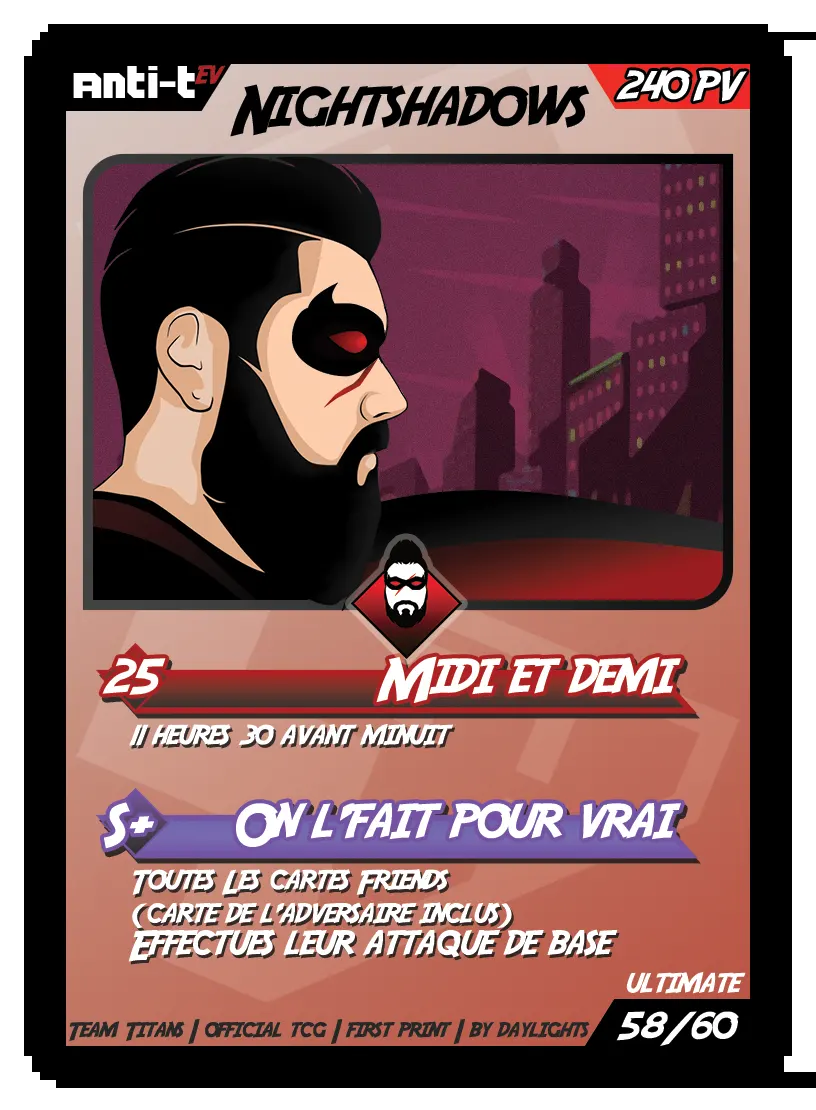 anti-t EV
Nightshadows
240 PV
25 Midi et demi
11 heures 30 avant minuit
S+ On l'fait pour vrai
Toutes Les cartes Friends
(carte de l'adversaire inclus)
Effectues leur attaque de base
ultimate
Team Titans | official tcg | first print | by daylights
58/60